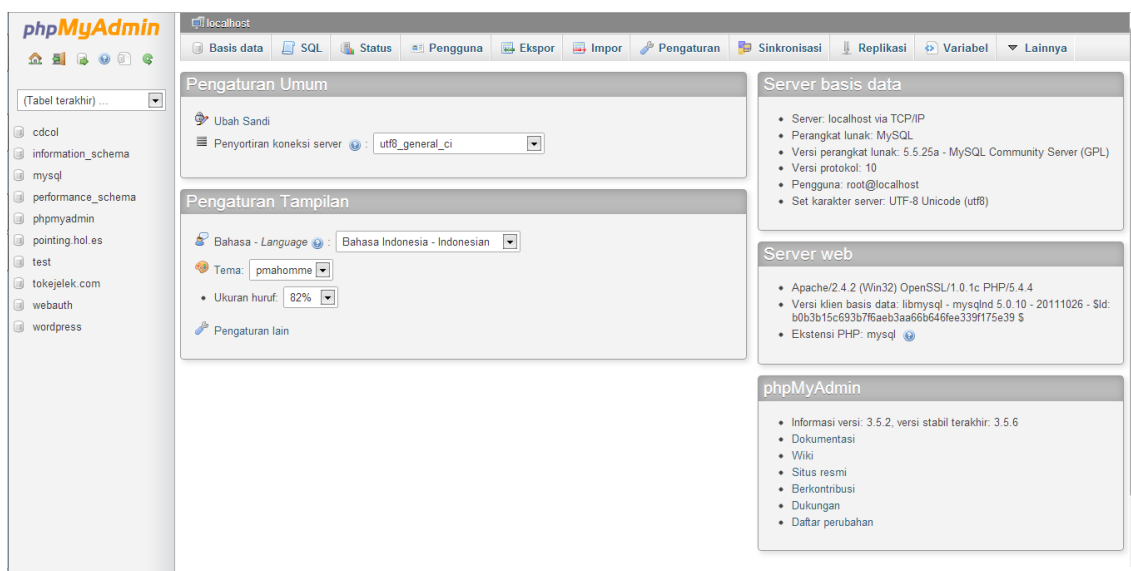 phpMyAdmin
(Tabel terakhir) ...
cdcol
information_schema
mysql
performance_schema
phpmyadmin
pointing.hol.es
test
tokejelek.com
webauth
wordpress
localhost
Basis data SQL Status Pengguna Ekspor Impor Pengaturan Sinkronisasi Replikasi Variabel Lainnya
Pengaturan Umum
Ubah Sandi
Penyortiran koneksi server : utf8_general_ci
Pengaturan Tampilan
Bahasa - Language : Bahasa Indonesia - Indonesian
Tema: pmahomme
• Ukuran huruf: 82%
Pengaturan lain
Server basis data
• Server: localhost via TCP/IP
• Perangkat lunak: MySQL
• Versi perangkat lunak: 5.5.25a - MySQL Community Server (GPL)
• Versi protokol: 10
• Pengguna: root@localhost
• Set karakter server: UTF-8 Unicode (utf8)
Server web
• Apache/2.4.2 (Win32) OpenSSL/1.0.1c PHP/5.4.4
• Versi klien basis data: libmysql - mysqlnd 5.0.10 - 20111026 - $Id:
b0b3b15c693b7f6aeb3aa66b646fee339f175e39 $
• Ekstensi PHP: mysql
phpMyAdmin
• Informasi versi: 3.5.2, versi stabil terakhir: 3.5.6
• Dokumentasi
• Wiki
• Situs resmi
• Berkontribusi
• Dukungan
• Daftar perubahan